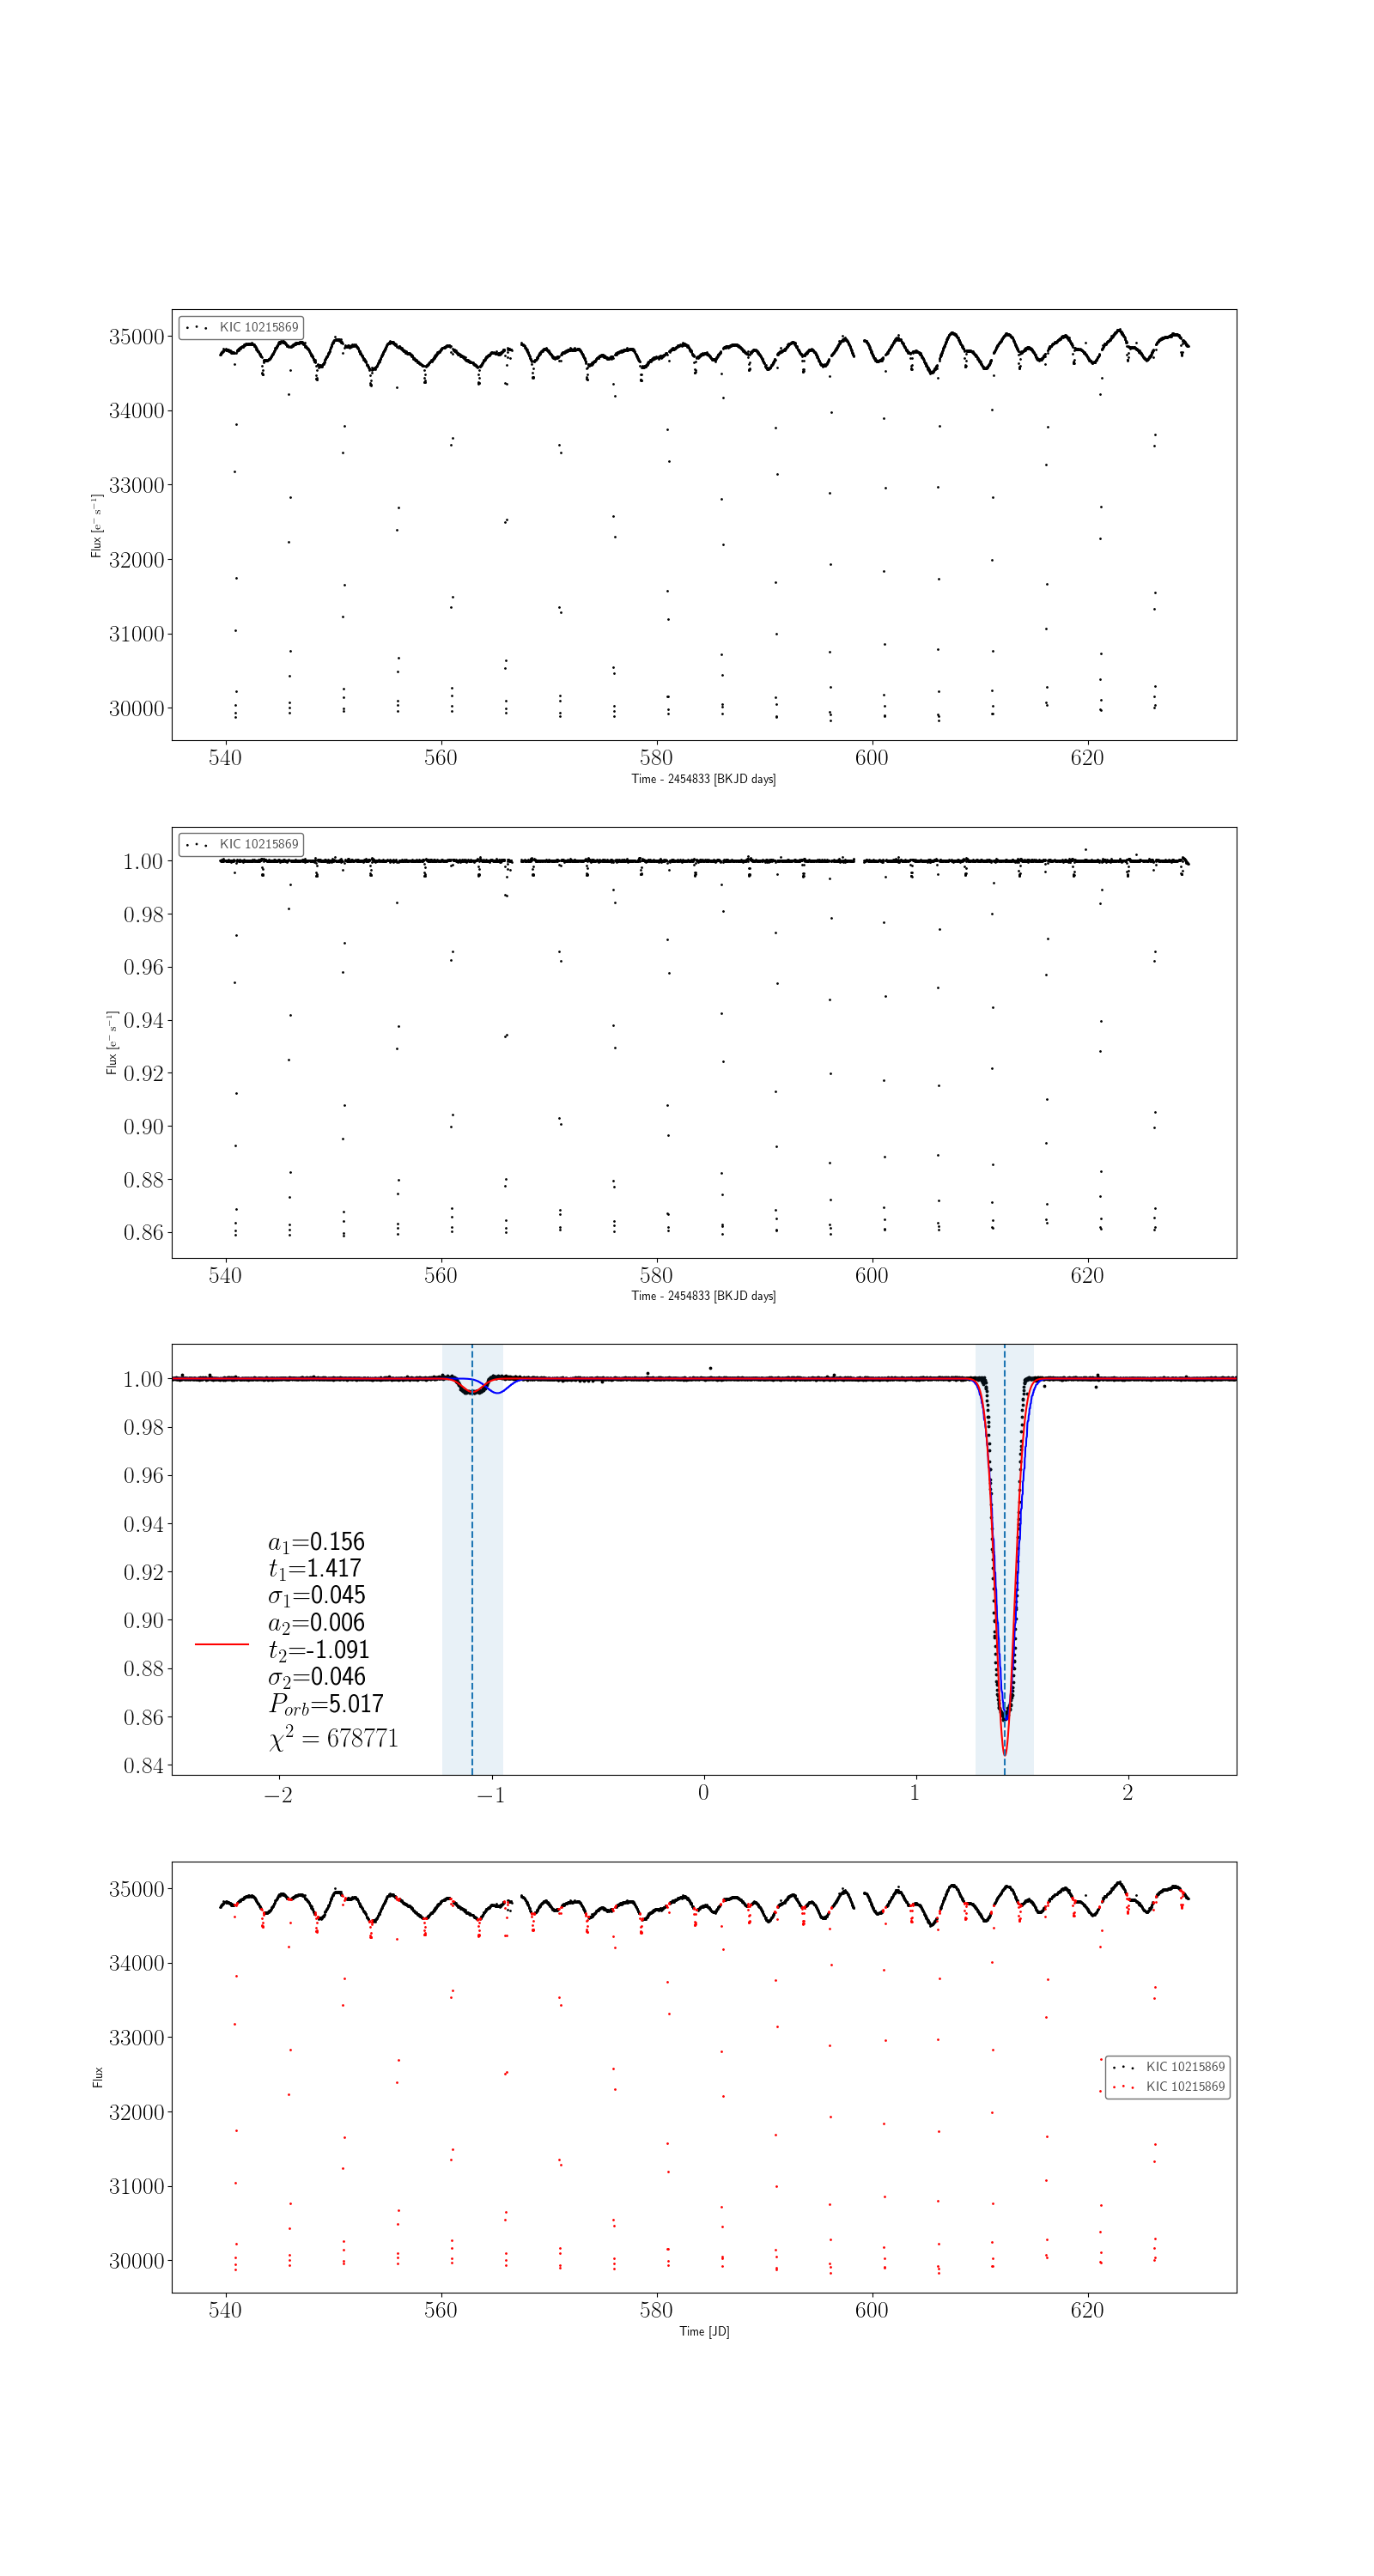 KIC 10215869
35000
34000
33000
32000
31000
30000
Flux [e⁻ s⁻¹]
540 560 580 600 620
Time - 2454833 [BKJD days]
KIC 10215869
1.00
0.98
0.96
0.94
0.92
0.90
0.88
0.86
Flux [e⁻ s⁻¹]
540 560 580 600 620
Time - 2454833 [BKJD days]
1.00
0.98
0.96
0.94
0.92
0.90
0.88
0.86
0.84
a₁=0.156
t₁=1.417
σ₁=0.045
a₂=0.006
t₂=-1.091
σ₂=0.046
P_orb=5.017
χ² = 678771
−2 −1 0 1 2
35000
34000
33000
32000
31000
30000
Flux
KIC 10215869
KIC 10215869
540 560 580 600 620
Time [JD]